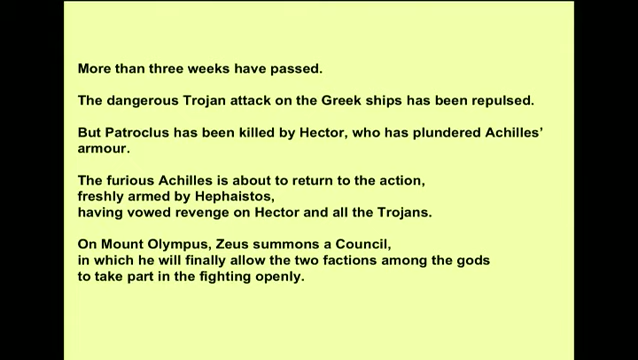 More than three weeks have passed.
The dangerous Trojan attack on the Greek ships has been repulsed.
But Patroclus has been killed by Hector, who has plundered Achilles’
armour.
The furious Achilles is about to return to the action,
freshly armed by Hephaistos,
having vowed revenge on Hector and all the Trojans.
On Mount Olympus, Zeus summons a Council,
in which he will finally allow the two factions among the gods
to take part in the fighting openly.